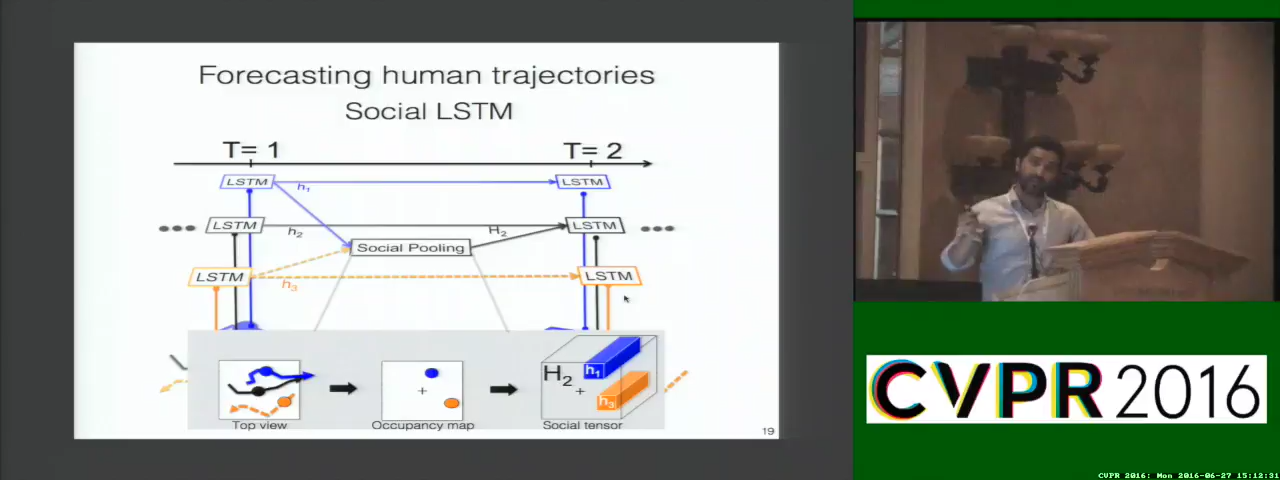 Forecasting human trajectories
Social LSTM
T= 1
T= 2
LSTM
h1
LSTM
LSTM
h2
Social Pooling
H2
LSTM
LSTM
h3
LSTM
h1
H2
+
+
h3
Top view
Occupancy map
Social tensor
19
CVPR 2016
CVPR 2016: Mon 2016-06-27 15:12:31